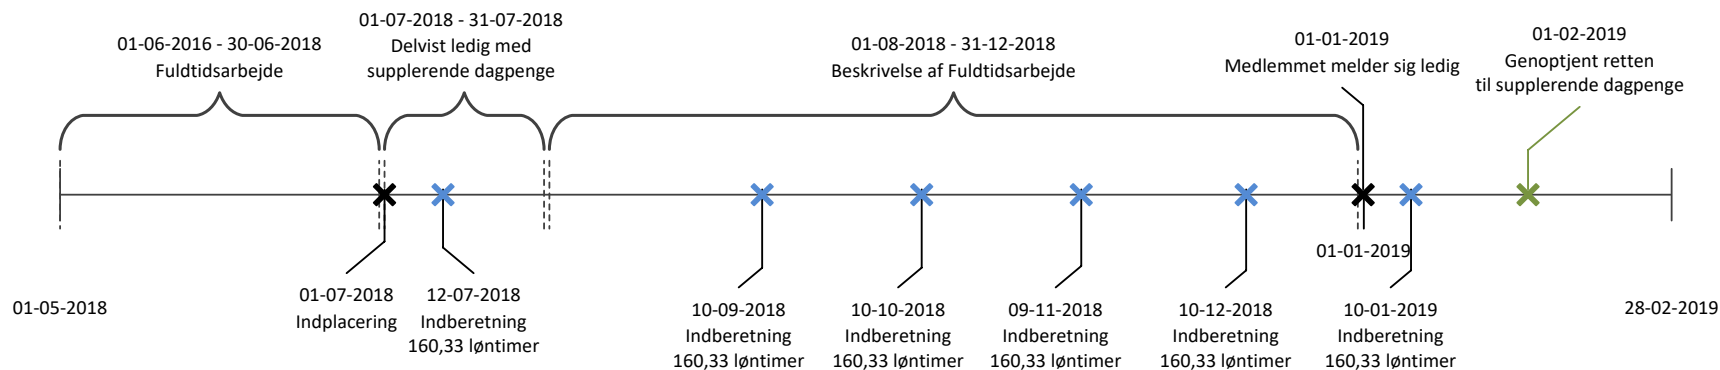 01-06-2016 - 30-06-2018
Fuldtidsarbejde
01-07-2018 - 31-07-2018
Delvist ledig med
supplerende dagpenge
01-08-2018 - 31-12-2018
Beskrivelse af Fuldtidsarbejde
01-01-2019
Medlemmet melder sig ledig
01-02-2019
Genoptjent retten
til supplerende dagpenge
01-01-2019
01-05-2018
01-07-2018
Indplacering
12-07-2018
Indberetning
160,33 løntimer
10-09-2018
Indberetning
160,33 løntimer
10-10-2018
Indberetning
160,33 løntimer
09-11-2018
Indberetning
160,33 løntimer
10-12-2018
Indberetning
160,33 løntimer
10-01-2019
Indberetning
160,33 løntimer
28-02-2019